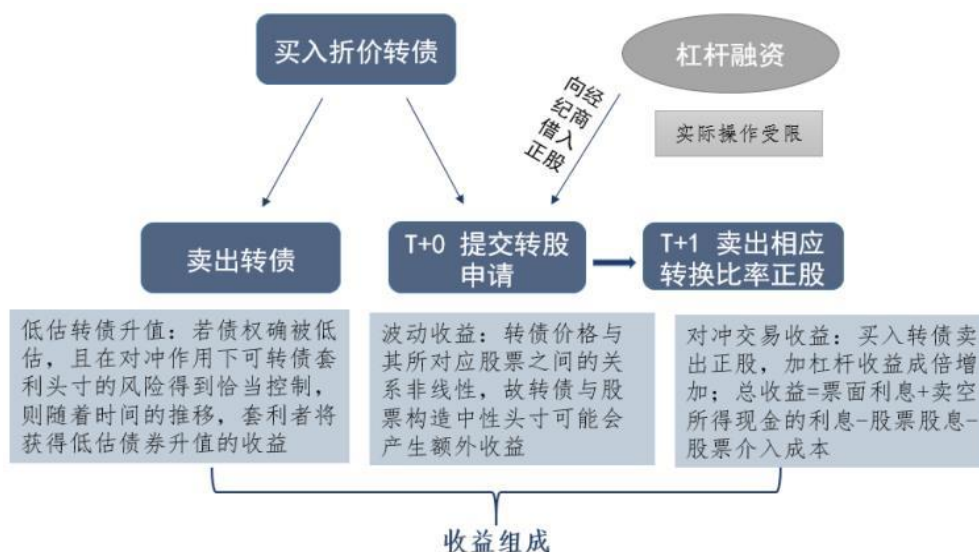 买入折价转债
杠杆融资
向经
纪商
借入
正股
实际操作受限
卖出转债
T+0 提交转股
申请
T+1 卖出相应
转换比率正股
低估转债升值：若债权确被低
估，且在对冲作用下可转债套
利头寸的风险得到恰当控制，
则随着时间的推移，套利者将
获得低估债券升值的收益
波动收益：转债价格与
其所对应股票之间的关
系非线性，故转债与股
票构造中性头寸可能会
产生额外收益
对冲交易收益：买入转债卖
出正股，加杠杆收益成倍增
加；总收益=票面利息+卖空
所得现金的利息-股票股息-
股票介入成本
收益组成